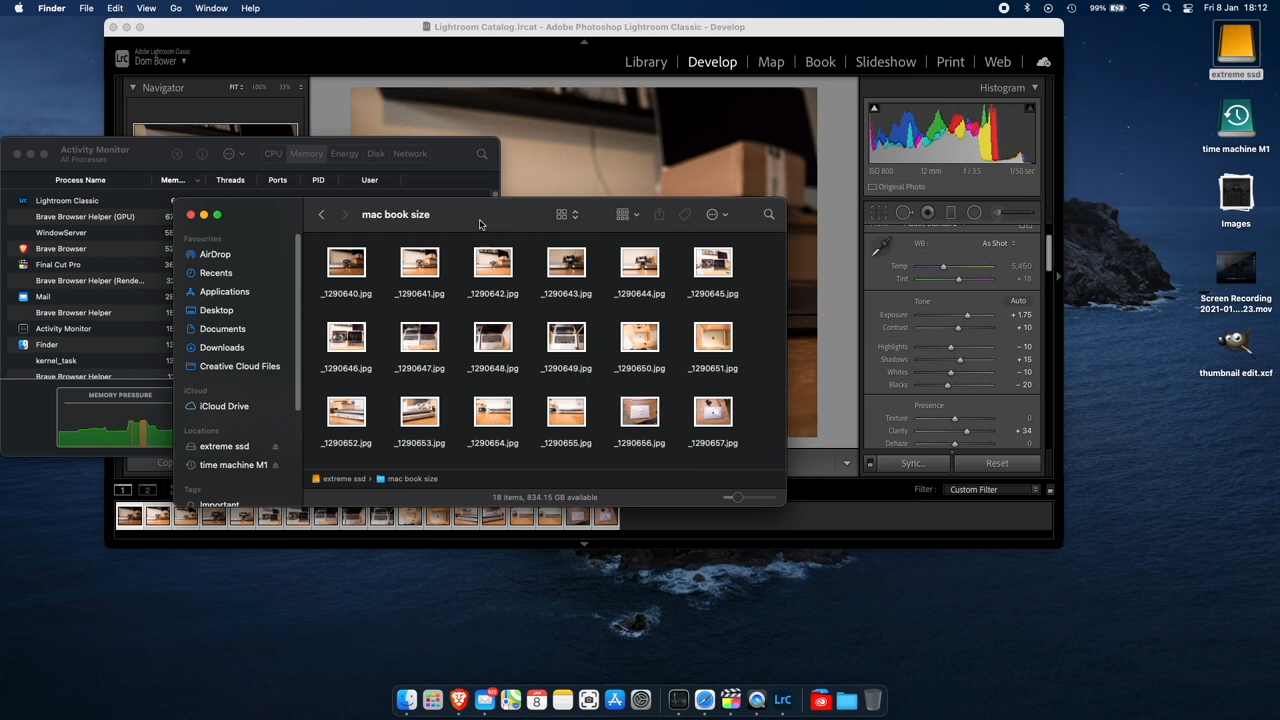 Finder File Edit View Go Window Help 99% Fri 8 Jan 18:12
Lightroom Catalog.lrcat - Adobe Photoshop Lightroom Classic - Develop
Adobe Lightroom Classic
Dom Bower
LrC
Library Develop Map Book Slideshow Print Web
Navigator FIT 100% 33%
Histogram
ISO 800 12 mm f / 3.5 1/50 sec
Original Photo
WB : As Shot
Temp 5,450
Tint + 18
Tone Auto
Exposure + 1.75
Contrast + 10
Highlights − 10
Shadows + 15
Whites − 10
Blacks − 20
Presence
Texture 0
Clarity + 34
Dehaze 0
Sync... Reset
Filter : Custom Filter
1 2
Activity Monitor
All Processes
CPU Memory Energy Disk Network
Process Name Mem... Threads Ports PID User
Lightroom Classic
Brave Browser Helper (GPU)
WindowServer
Brave Browser
Final Cut Pro
Brave Browser Helper (Rende...
Mail
Brave Browser Helper
Activity Monitor
Finder
kernel_task
Brave Browser Helper
MEMORY PRESSURE
mac book size
Favourites
AirDrop
Recents
Applications
Desktop
Documents
Downloads
Creative Cloud Files
iCloud
iCloud Drive
Locations
extreme ssd
time machine M1
Tags
Important
_1290640.jpg _1290641.jpg _1290642.jpg _1290643.jpg _1290644.jpg _1290645.jpg
_1290646.jpg _1290647.jpg _1290648.jpg _1290649.jpg _1290650.jpg _1290651.jpg
_1290652.jpg _1290653.jpg _1290654.jpg _1290655.jpg _1290656.jpg _1290657.jpg
extreme ssd › mac book size
18 items, 834.15 GB available
extreme ssd
time machine M1
Images
Screen Recording
2021-01....23.mov
thumbnail edit.xcf
JAN
8
LrC